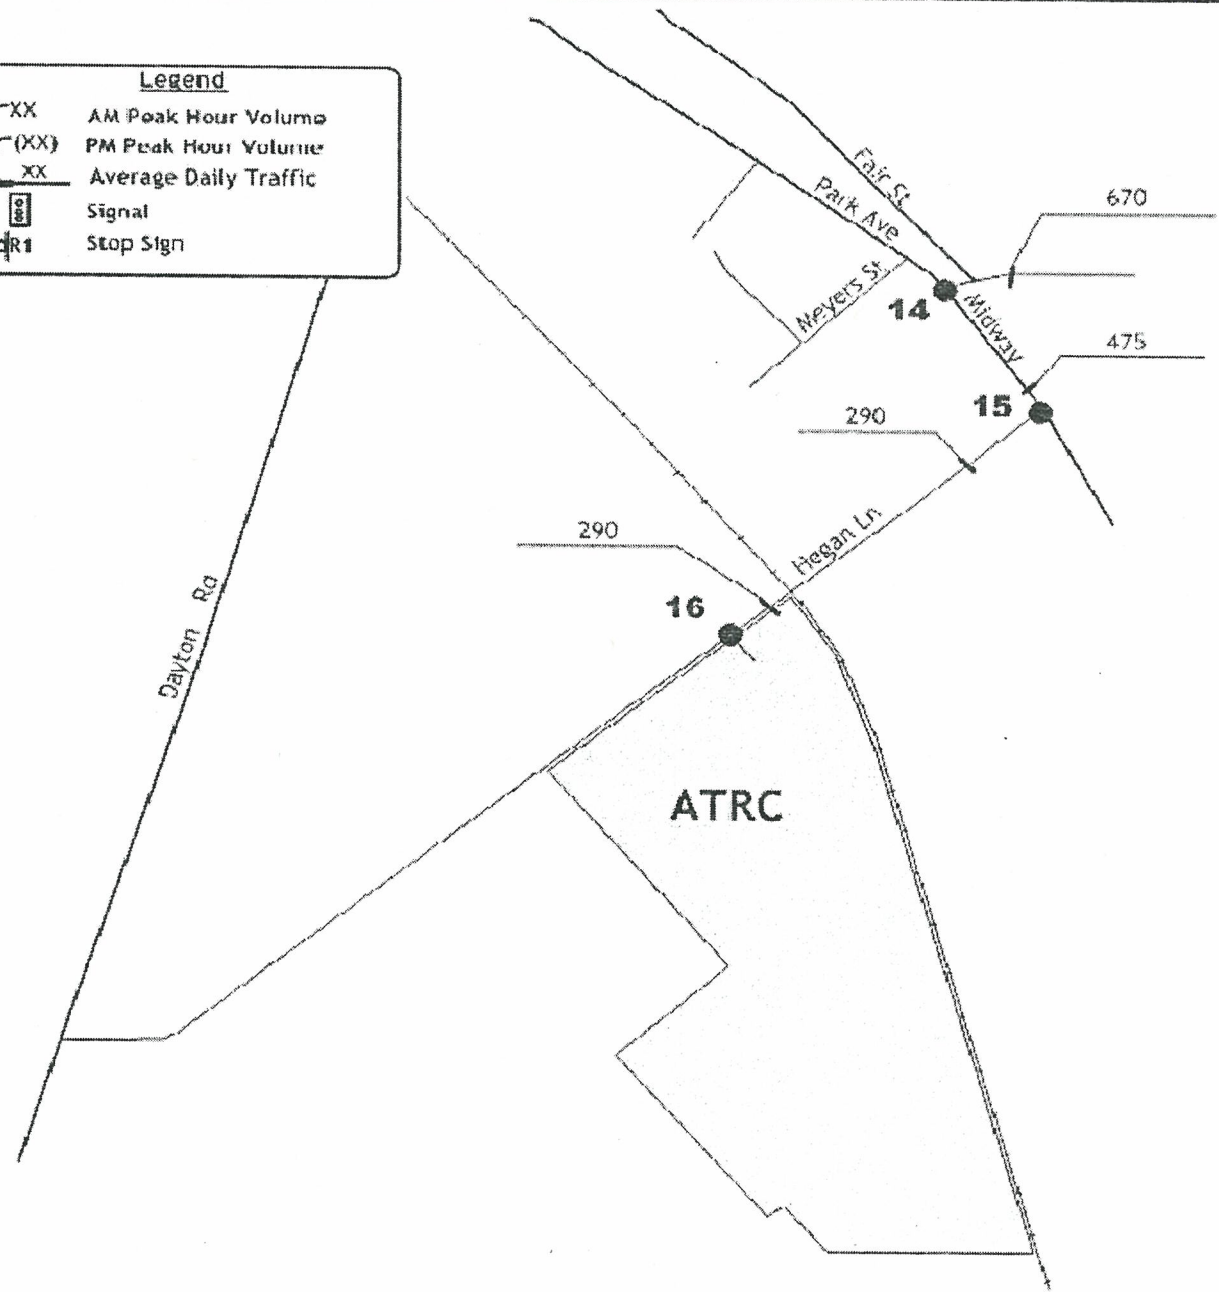 Legend
XX AM Peak Hour Volume
(XX) PM Peak Hour Volume
XX Average Daily Traffic
Signal
R1 Stop Sign
Fair St
Park Ave
670
Meyers St
14
Midway
475
15
290
Hegan Ln
290
16
Dayton Rd
ATRC